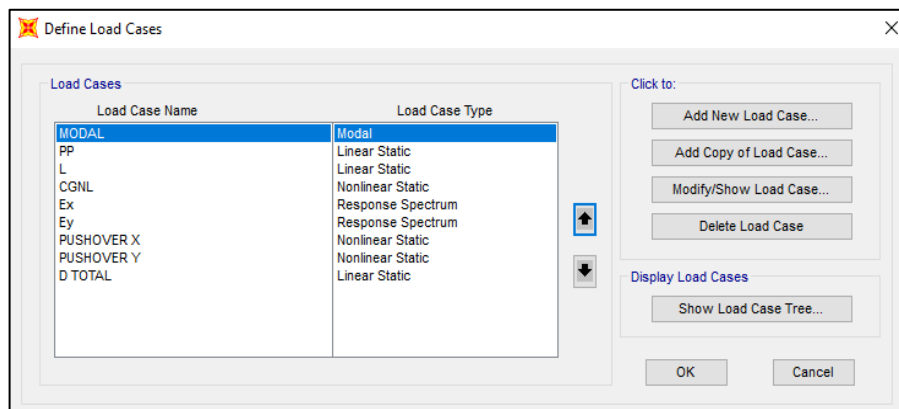 Define Load Cases
Load Cases
Load Case Name Load Case Type
MODAL Modal
PP Linear Static
L Linear Static
CGNL Nonlinear Static
Ex Response Spectrum
Ey Response Spectrum
PUSHOVER X Nonlinear Static
PUSHOVER Y Nonlinear Static
D TOTAL Linear Static
Click to:
Add New Load Case...
Add Copy of Load Case...
Modify/Show Load Case...
Delete Load Case
Display Load Cases
Show Load Case Tree...
OK Cancel